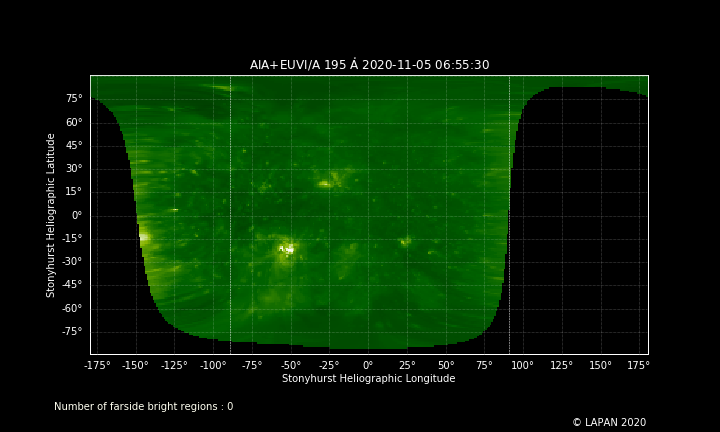 AIA+EUVI/A 195 Å 2020-11-05 06:55:30
75°
60°
45°
30°
15°
0°
-15°
-30°
-45°
-60°
-75°
Stonyhurst Heliographic Latitude
-175° -150° -125° -100° -75° -50° -25° 0° 25° 50° 75° 100° 125° 150° 175°
Stonyhurst Heliographic Longitude
Number of farside bright regions : 0
© LAPAN 2020